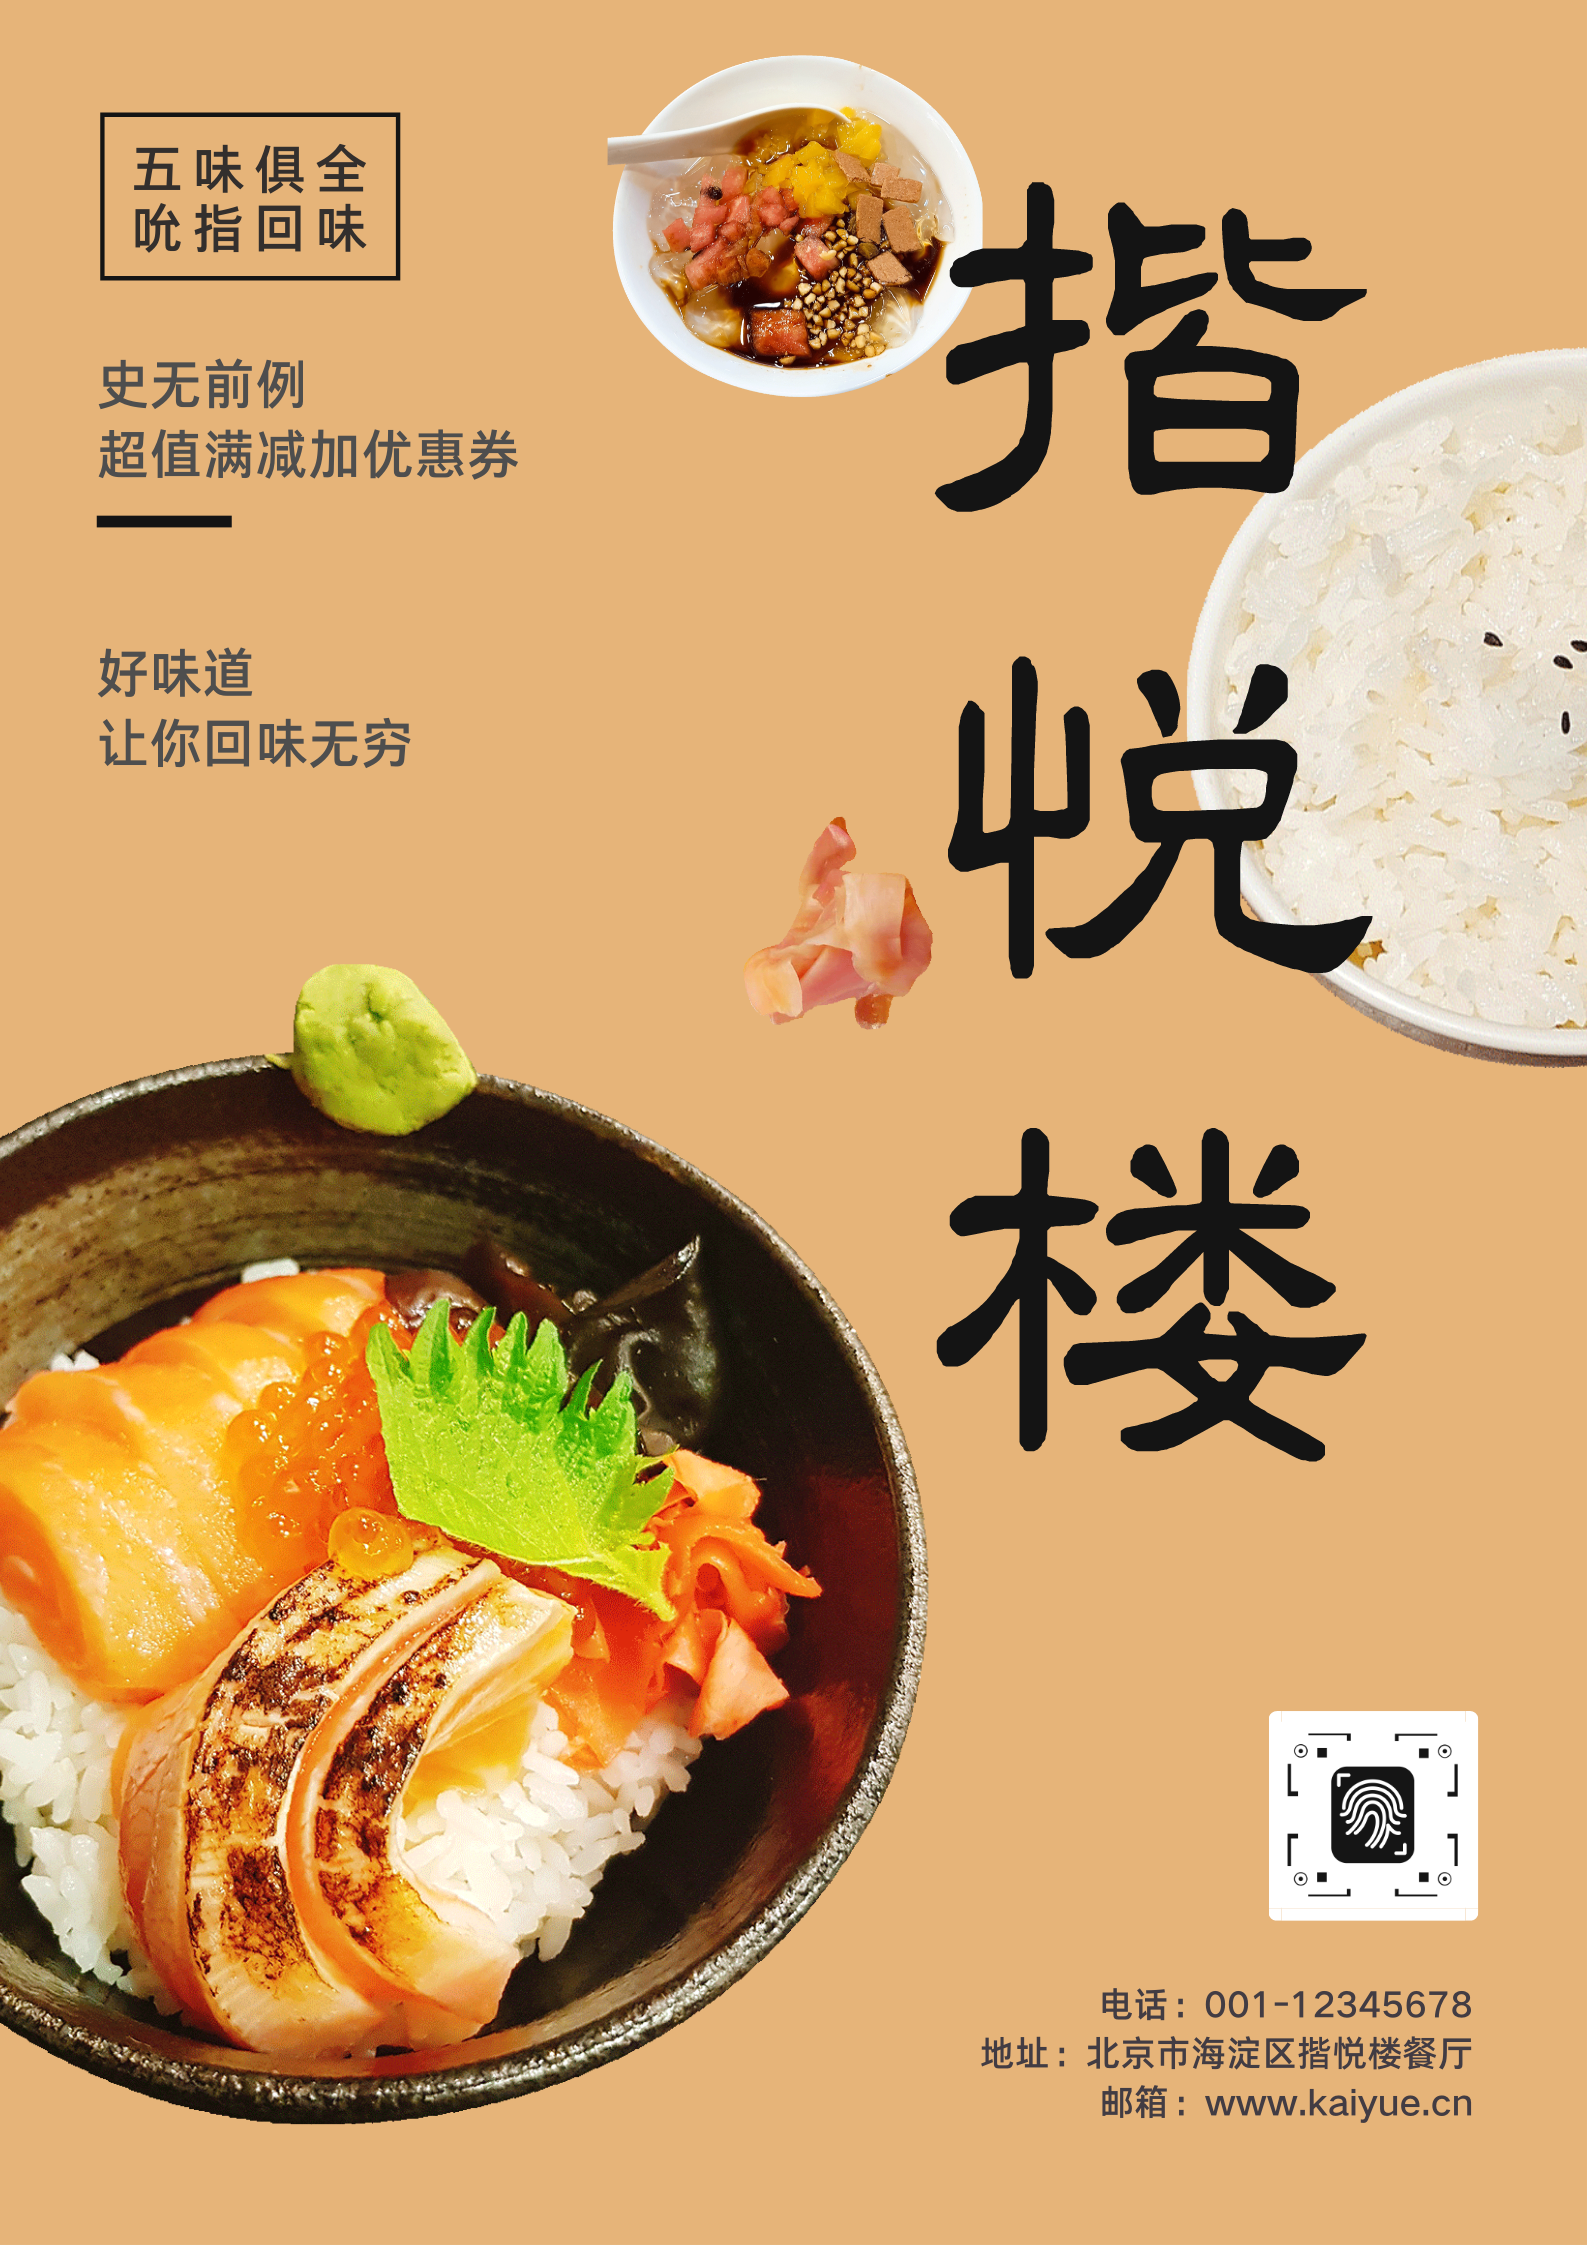 五味俱全
吮指回味
史无前例
超值满减加优惠券
好味道
让你回味无穷
揩悦楼
电话：001-12345678
地址：北京市海淀区揩悦楼餐厅
邮箱：www.kaiyue.cn